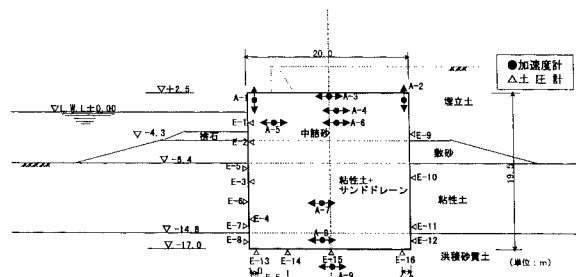 20.0
●加速度計
△土圧計
▽+2.5
A-1
A-3
A-2
▽L.W.L±0.00
A-4
埋立土
E-1
A-5
中詰砂
A-6
▽-4.3
捨石
E-2
E-9
敷砂
▽-6.4
E-5
E-3
粘性土+
サンドドレーン
E-10
19.5
E-6
A-7
粘性土
E-4
▽-14.8
E-7
A-8
E-11
▽-17.0
E-8
E-12
洪積砂質土
(単位:m)
E-13
E-14
E-15
E-16
A-9